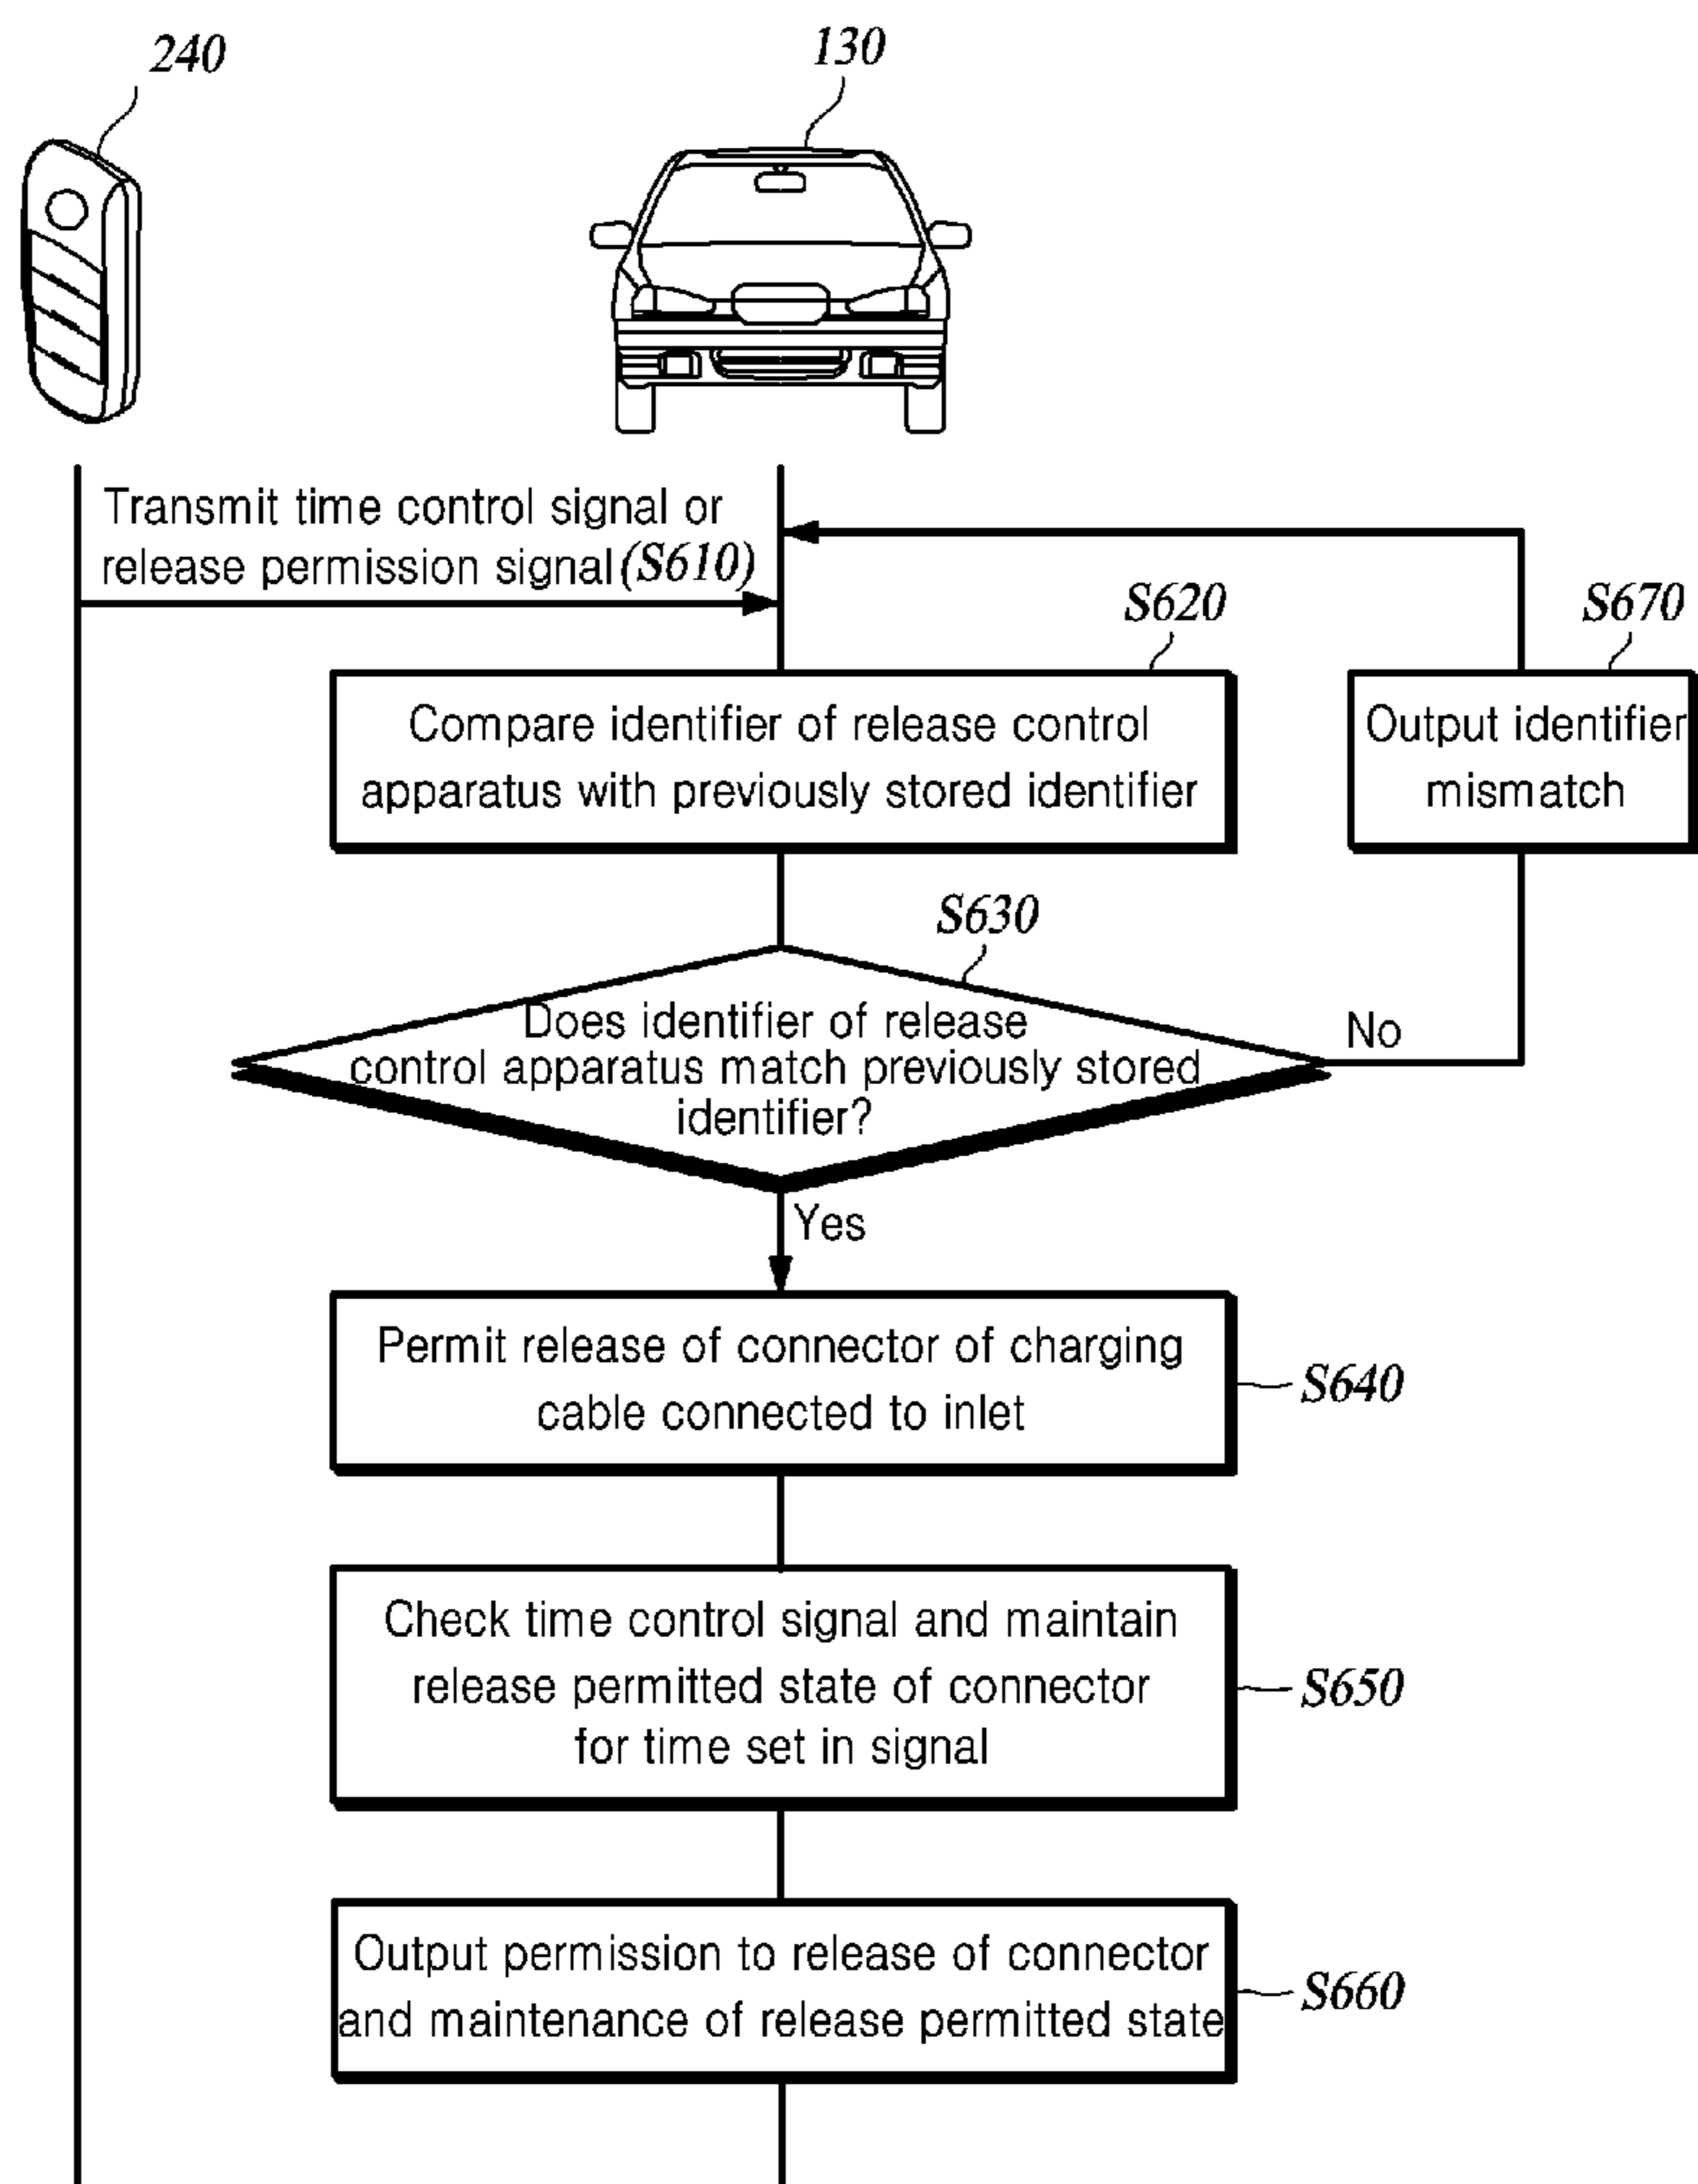 240
130
Transmit time control signal or
release permission signal(S610)
S620
S670
Compare identifier of release control
apparatus with previously stored identifier
Output identifier
mismatch
S630
Does identifier of release
control apparatus match previously stored
identifier?
No
Yes
Permit release of connector of charging
cable connected to inlet
S640
Check time control signal and maintain
release permitted state of connector
for time set in signal
S650
Output permission to release of connector
and maintenance of release permitted state
S660